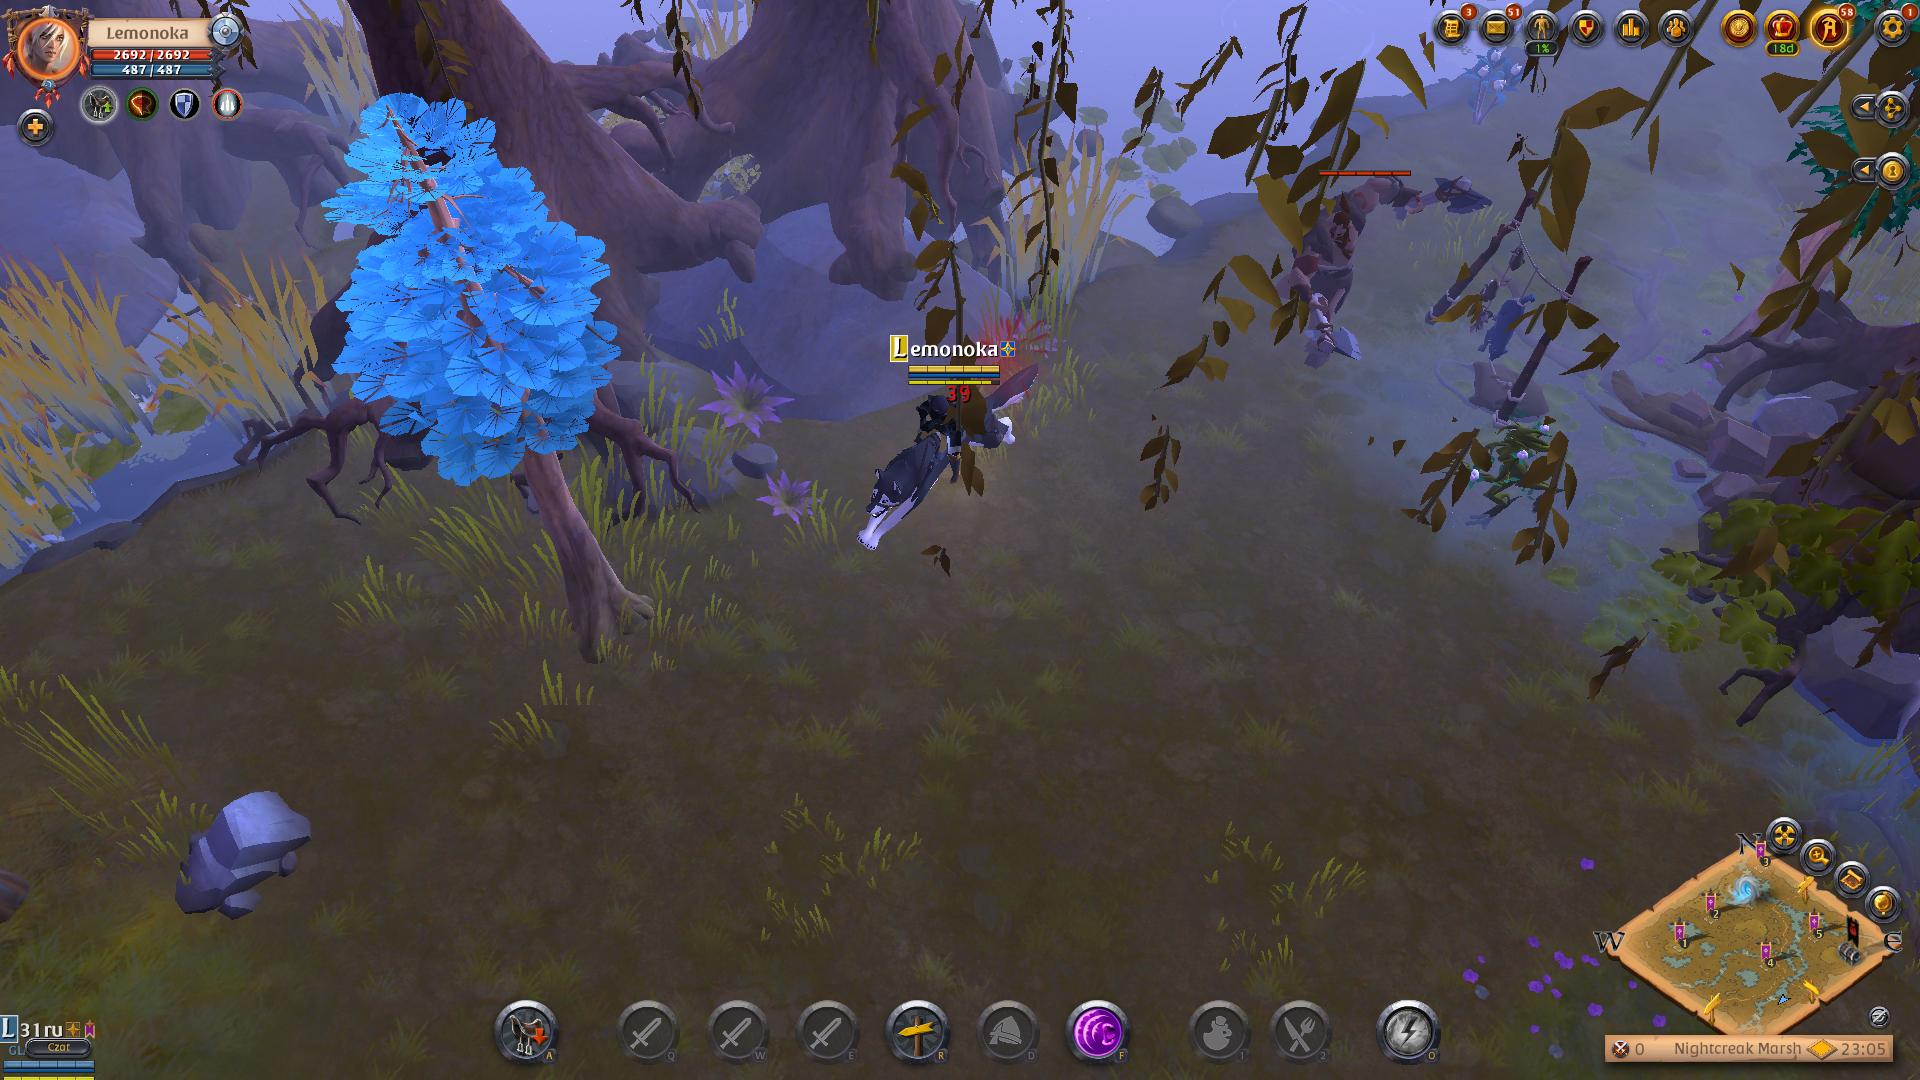 Lemonoka
2692 / 2692
487 / 487
3
51
1%
18d
58
1
Lemonoka
39
N
W
e
3
2
1
5
4
L 31ru
GL
Czat
A
Q
W
E
R
D
F
1
2
O
0 Nightcreak Marsh 23:05